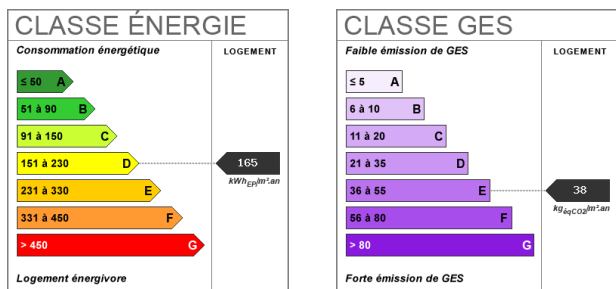 CLASSE ÉNERGIE
Consommation énergétique
LOGEMENT
≤ 50 A
51 à 90 B
91 à 150 C
151 à 230 D
165
kWhEP/m².an
231 à 330 E
331 à 450 F
> 450 G
Logement énergivore
CLASSE GES
Faible émission de GES
LOGEMENT
≤ 5 A
6 à 10 B
11 à 20 C
21 à 35 D
36 à 55 E
38
kgéqCO2/m².an
56 à 80 F
> 80 G
Forte émission de GES